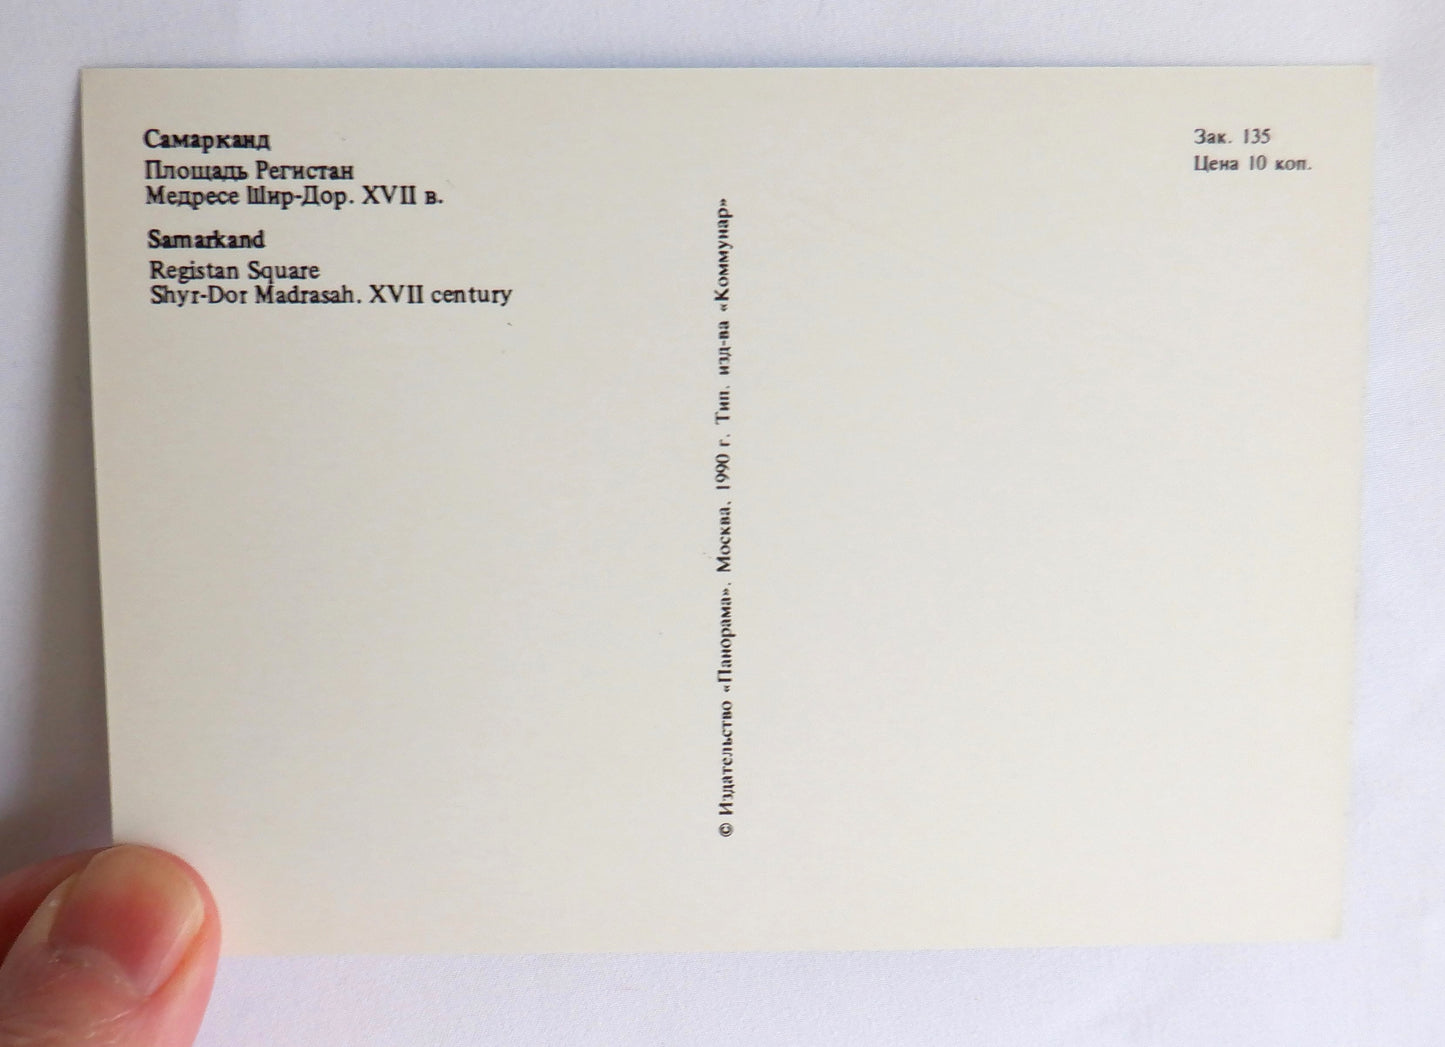 Самарканд
Площадь Регистан
Медресе Шир-Дор. XVII в.
Samarkand
Registan Square
Shyr-Dor Madrasah. XVII century
© Издательство «Панорама». Москва. 1990 г. Тип. изд-ва «Коммунар»
Зак. 135
Цена 10 коп.